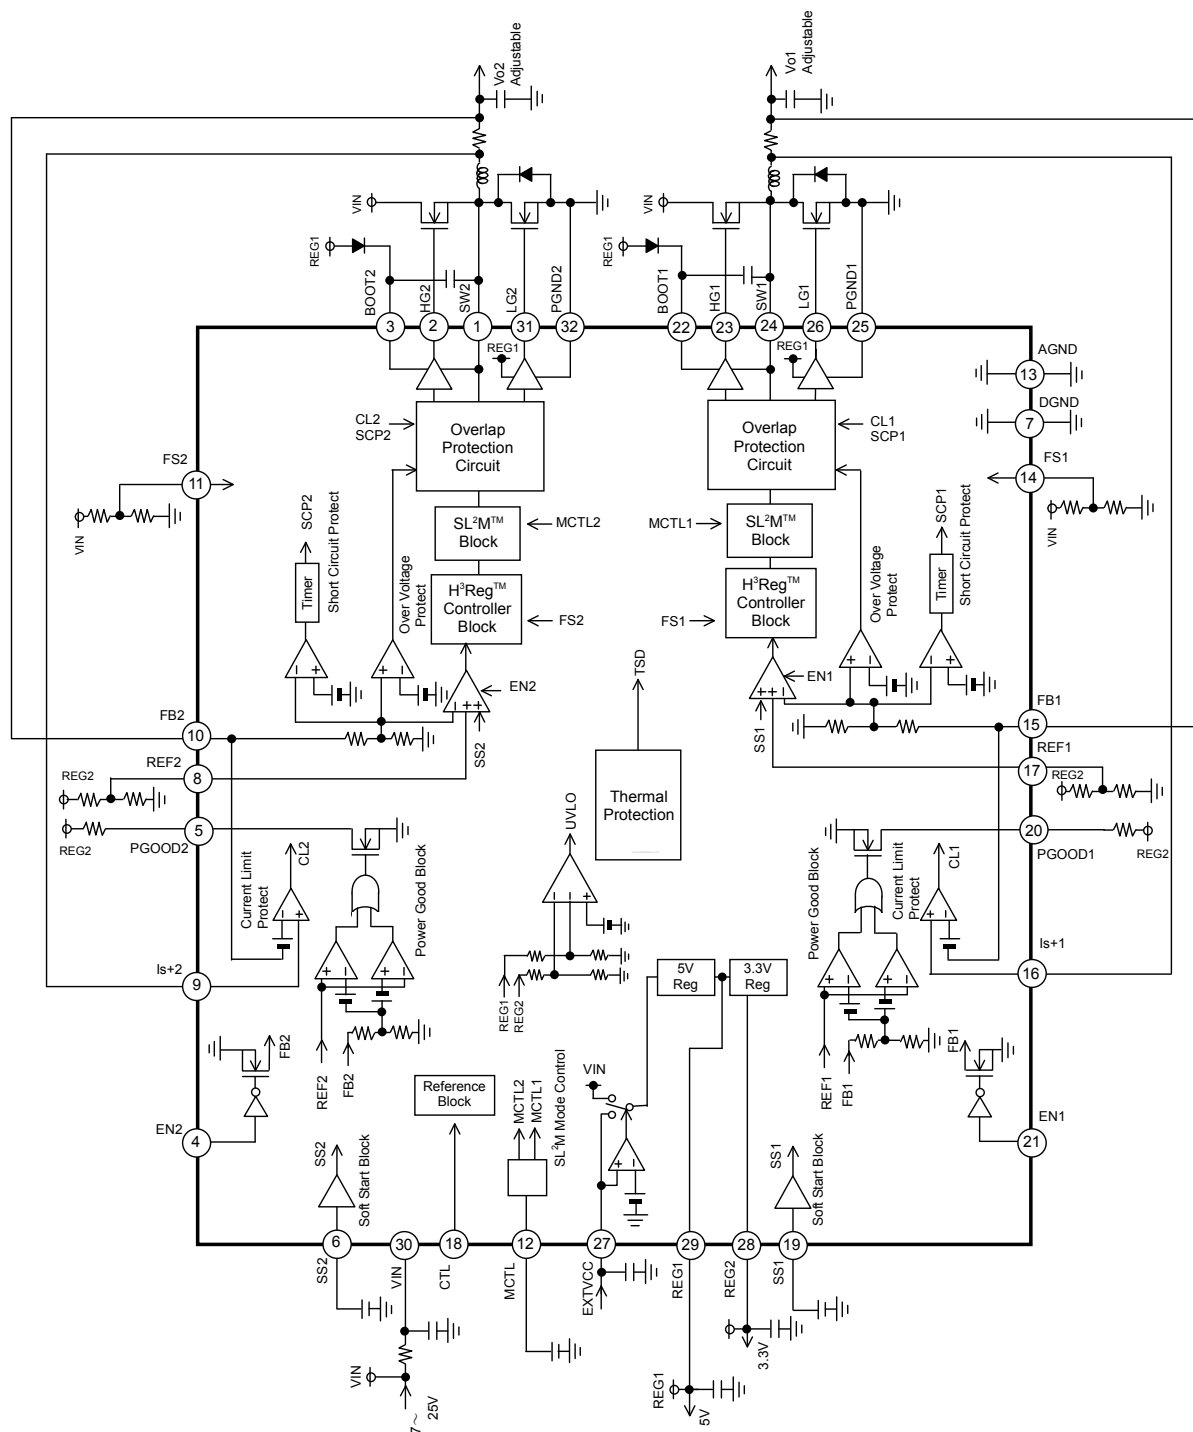 Vo2
Adjustable
Vo1
Adjustable
VIN
REG1
VIN
REG1
BOOT2
HG2
SW2
LG2
PGND2
BOOT1
HG1
SW1
LG1
PGND1
3
2
1
31
32
22
23
24
26
25
REG1
REG1
AGND
13
DGND
7
CL2
SCP2
Overlap
Protection
Circuit
Overlap
Protection
Circuit
CL1
SCP1
FS2
11
VIN
FS1
14
VIN
SCP2
Timer
Short Circuit Protect
Over Voltage
Protect
SL²M™
Block
MCTL2
MCTL1
SL²M™
Block
H³Reg™
Controller
Block
FS2
FS1
H³Reg™
Controller
Block
Over Voltage
Protect
SCP1
Timer
Short Circuit Protect
- +
+ -
EN2
- + +
SS2
TSD
EN1
+ + -
SS1
+ -
- +
FB2
10
FB1
15
REF2
8
REG2
REF1
17
REG2
Thermal
Protection
UVLO
- - +
5
REG2
PGOOD2
20
PGOOD1
REG2
Current Limit
Protect
CL2
- +
Power Good Block
+ -
+ -
Power Good Block
Current Limit
Protect
CL1
+ -
+ -
+ -
Is+2
9
Is+1
16
REG1
REG2
5V
Reg
3.3V
Reg
FB2
REF2
FB2
REF1
FB1
FB1
EN2
4
EN1
21
Reference
Block
MCTL2
MCTL1
SL²M Mode Control
VIN
+ -
SS2
Soft Start Block
SS1
Soft Start Block
6
30
18
12
27
29
28
19
SS2
VIN
CTL
MCTL
EXTVCC
REG1
REG2
SS1
VIN
7～
25V
REG1
5V
3.3V